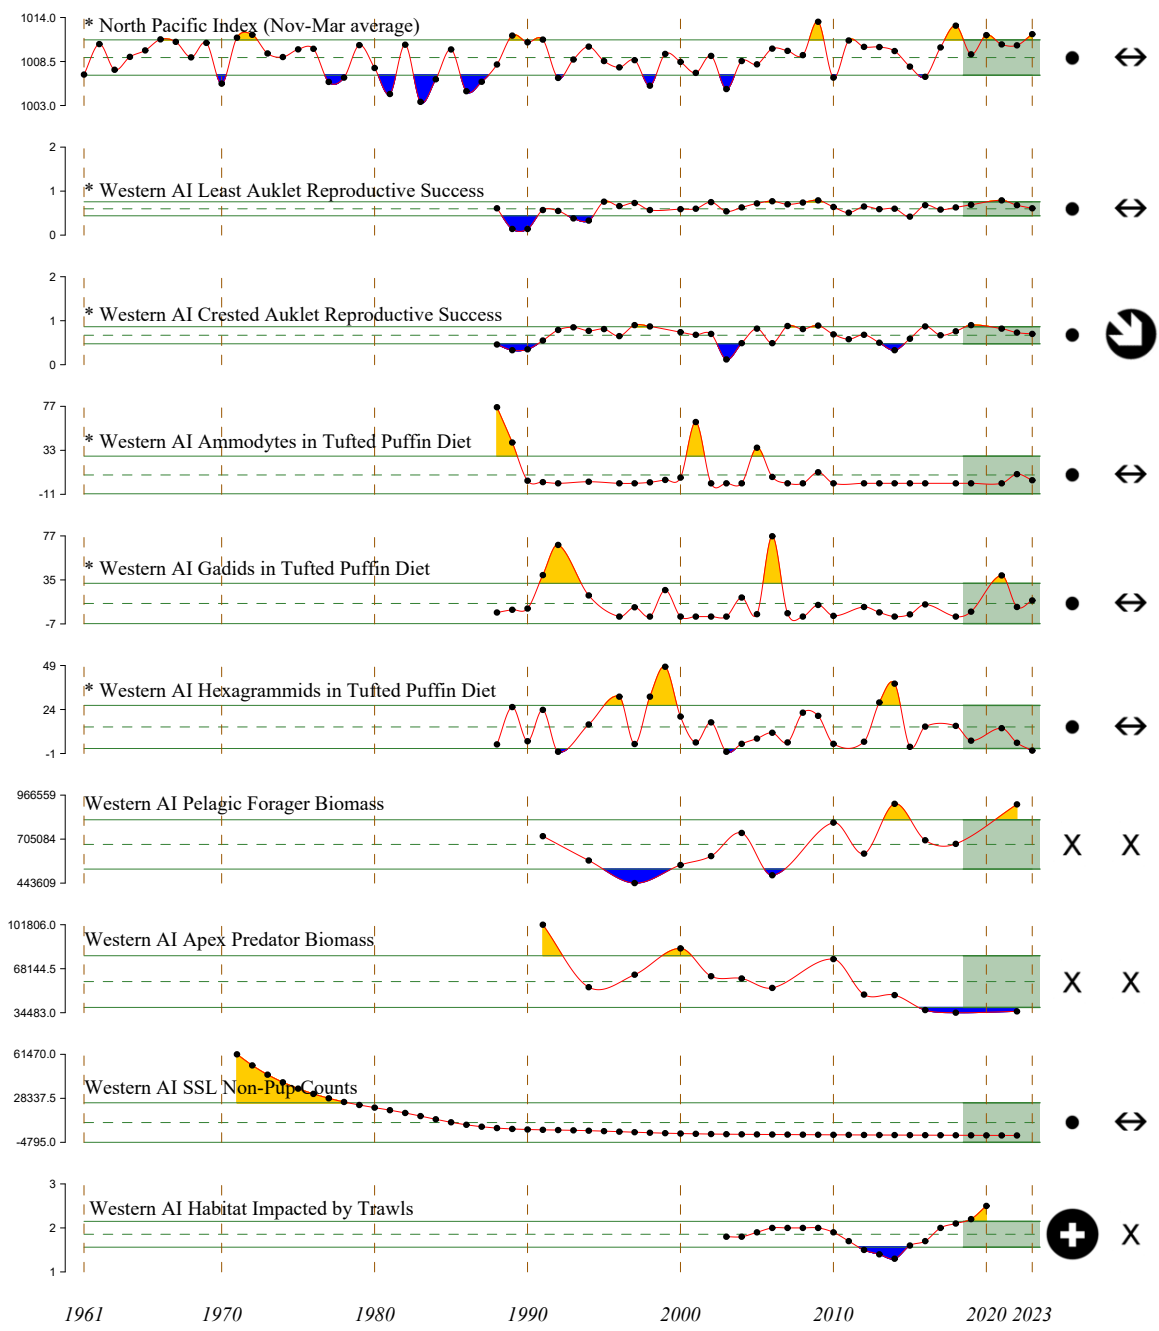 1014.0
* North Pacific Index (Nov-Mar average)
1008.5
1003.0
2
* Western AI Least Auklet Reproductive Success
1
0
2
* Western AI Crested Auklet Reproductive Success
1
0
77
* Western AI Ammodytes in Tufted Puffin Diet
33
-11
77
* Western AI Gadids in Tufted Puffin Diet
35
-7
49
* Western AI Hexagrammids in Tufted Puffin Diet
24
-1
966559
Western AI Pelagic Forager Biomass
705084
X X
443609
101806.0
Western AI Apex Predator Biomass
68144.5
X X
34483.0
61470.0
Western AI SSL Non-Pup Counts
28337.5
-4795.0
3
Western AI Habitat Impacted by Trawls
2
X
1
1961 1970 1980 1990 2000 2010 2020 2023